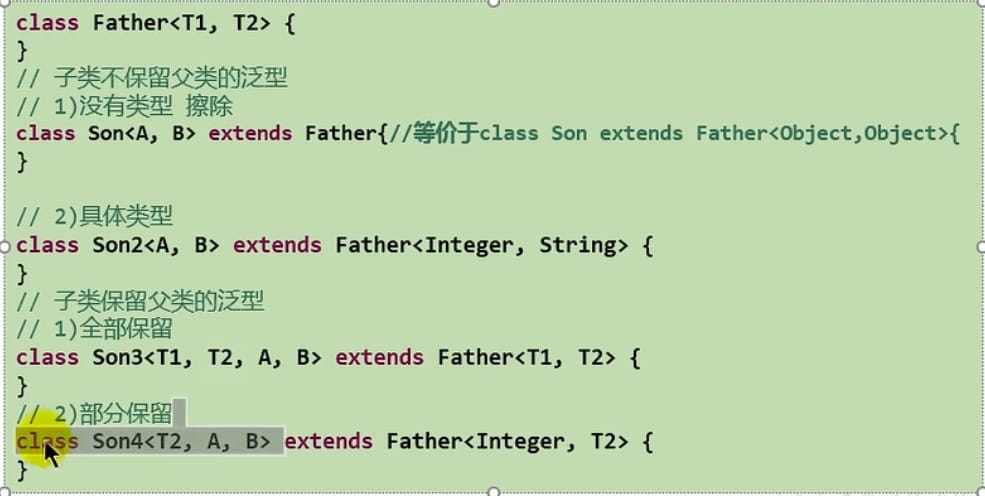 class Father<T1, T2> {
}
// 子类不保留父类的泛型
// 1)没有类型 擦除
class Son<A, B> extends Father{//等价于class Son extends Father<Object,Object>{
}
// 2)具体类型
class Son2<A, B> extends Father<Integer, String> {
}
// 子类保留父类的泛型
// 1)全部保留
class Son3<T1, T2, A, B> extends Father<T1, T2> {
}
// 2)部分保留
class Son4<T2, A, B> extends Father<Integer, T2> {
}